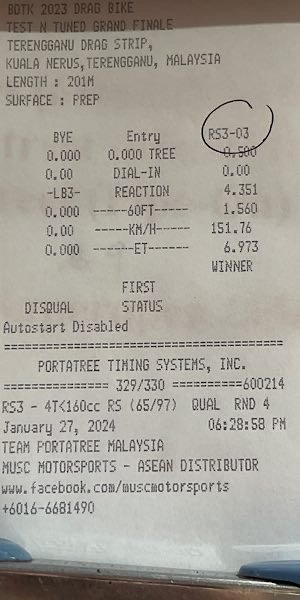 BDTK 2023 DRAG BIKE
TEST N TUNED GRAND FINALE
TERENGGANU DRAG STRIP,
KUALA NERUS,TERENGGANU, MALAYSIA
LENGTH : 201M
SURFACE : PREP
BYE Entry RS3-03
0.000 0.000 TREE 0.500
0.00 DIAL-IN 0.00
-LB3- REACTION 4.351
0.000 -----60FT----- 1.560
0.00 -----KM/H----- 151.76
0.000 ------ET------ 6.973
WINNER
FIRST
DISQUAL STATUS
Autostart Disabled
========================================
PORTATREE TIMING SYSTEMS, INC.
=============== 329/330 ==========600214
RS3 - 4T<160cc RS (65/97) QUAL RND 4
January 27, 2024 06:28:58 PM
TEAM PORTATREE MALAYSIA
MUSC MOTORSPORTS - ASEAN DISTRIBUTOR
www.facebook.com/muscmotorsports
+6016-6681490